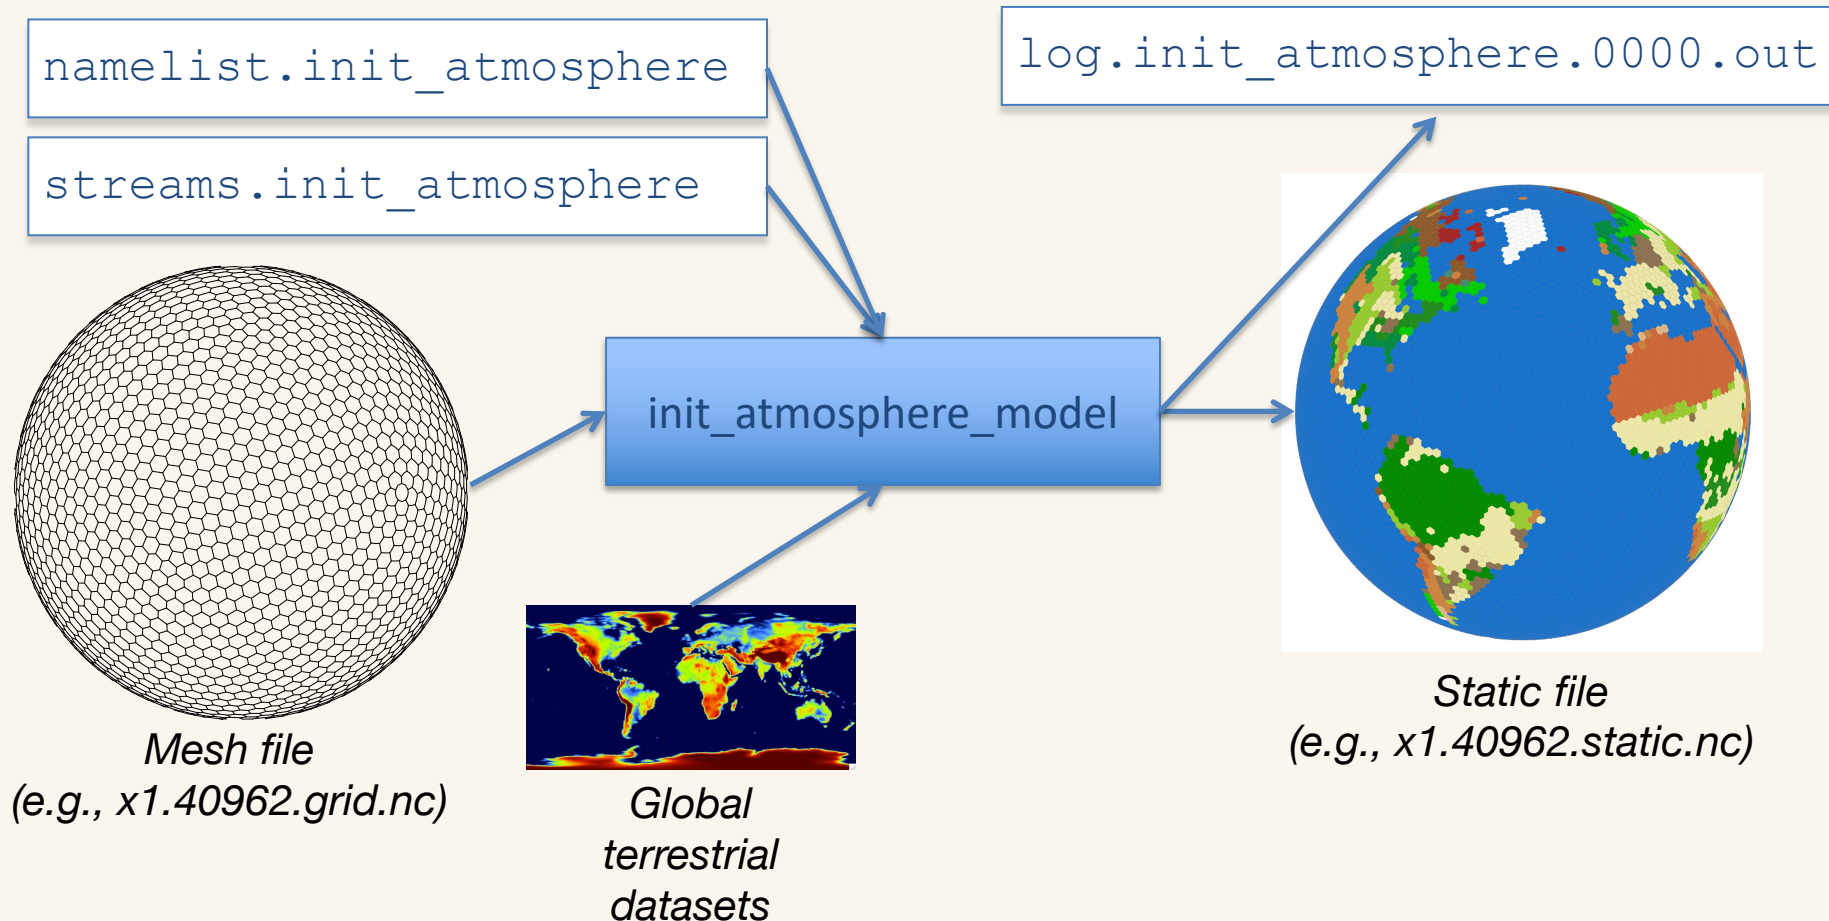 namelist.init_atmosphere
streams.init_atmosphere
log.init_atmosphere.0000.out
init_atmosphere_model
Mesh file
(e.g., x1.40962.grid.nc)
Global
terrestrial
datasets
Static file
(e.g., x1.40962.static.nc)